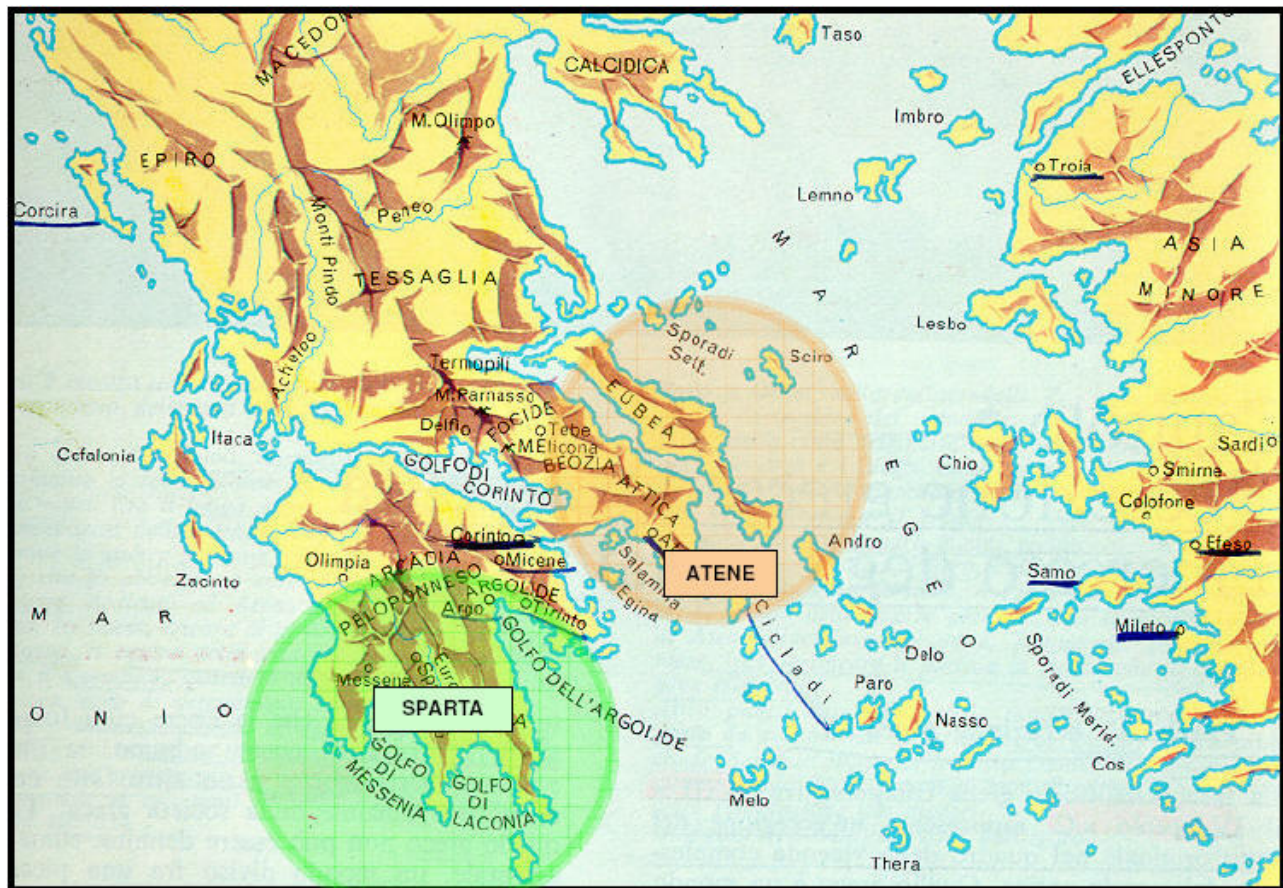 MACEDON
CALCIDICA
Taso
ELLESPONTO
Imbro
M.Olimpo
EPIRO
Troia
Lemno
Corcira
Peneo
Monti Pindo
MAR EGEO
ASIA
MINORE
TESSAGLIA
Lesbo
Sporadi
Sett.
Sciro
Acheloo
Termopili
M.Parnasso
EUBEA
FOCIDE
Delfio
Tebe
Itaca
MElicona
Cefalonia
BEOZIA
GOLFO DI
CORINTO
ATTICA
Chio
Sardi
Smirne
Colofone
Corinto
Andro
Efeso
Olimpia
ARCADIA
Micene
Salamina
ATENE
Samo
Zacinto
PELOPONNESO
ARGOLIDE
Egina
Argo
Tirinto
Cicladi
Mileto
MAR
IONIO
GOLFO DELL'ARGOLIDE
Delo
Messene
SPARTA
Paro
Nasso
Sporadi Merid.
GOLFO
DI
MESSENIA
GOLFO
DI
LACONIA
Cos
Melo
Thera